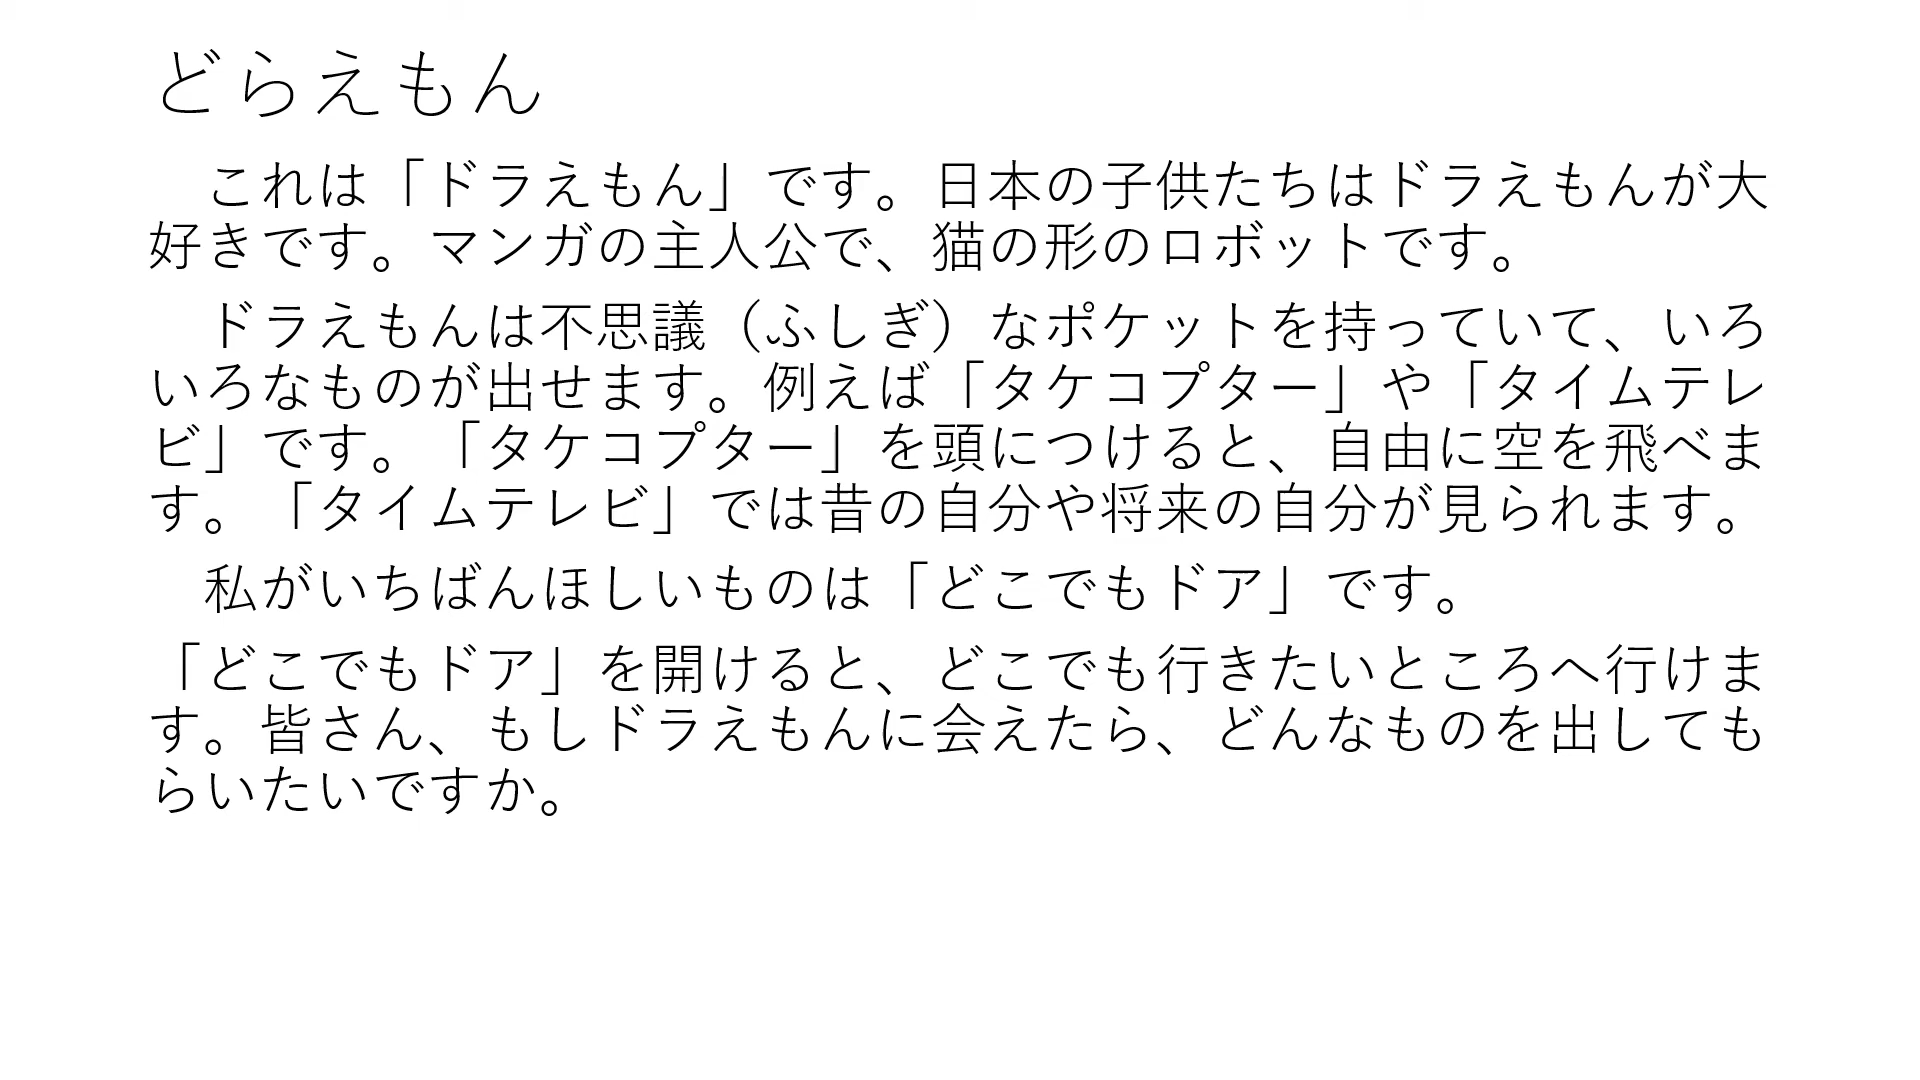 どらえもん
　これは「ドラえもん」です。日本の子供たちはドラえもんが大
好きです。マンガの主人公で、猫の形のロボットです。
　ドラえもんは不思議（ふしぎ）なポケットを持っていて、いろ
いろなものが出せます。例えば「タケコプター」や「タイムテレ
ビ」です。「タケコプター」を頭につけると、自由に空を飛べま
す。「タイムテレビ」では昔の自分や将来の自分が見られます。
　私がいちばんほしいものは「どこでもドア」です。
「どこでもドア」を開けると、どこでも行きたいところへ行けま
す。皆さん、もしドラえもんに会えたら、どんなものを出しても
らいたいですか。